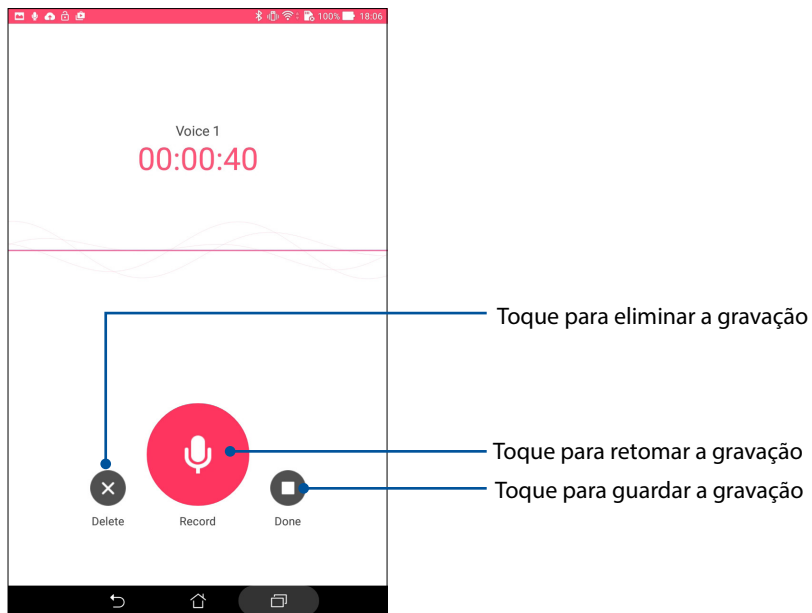 100% 18:06
Voice 1
00:00:40
Toque para eliminar a gravação
Toque para retomar a gravação
Toque para guardar a gravação
Delete Record Done